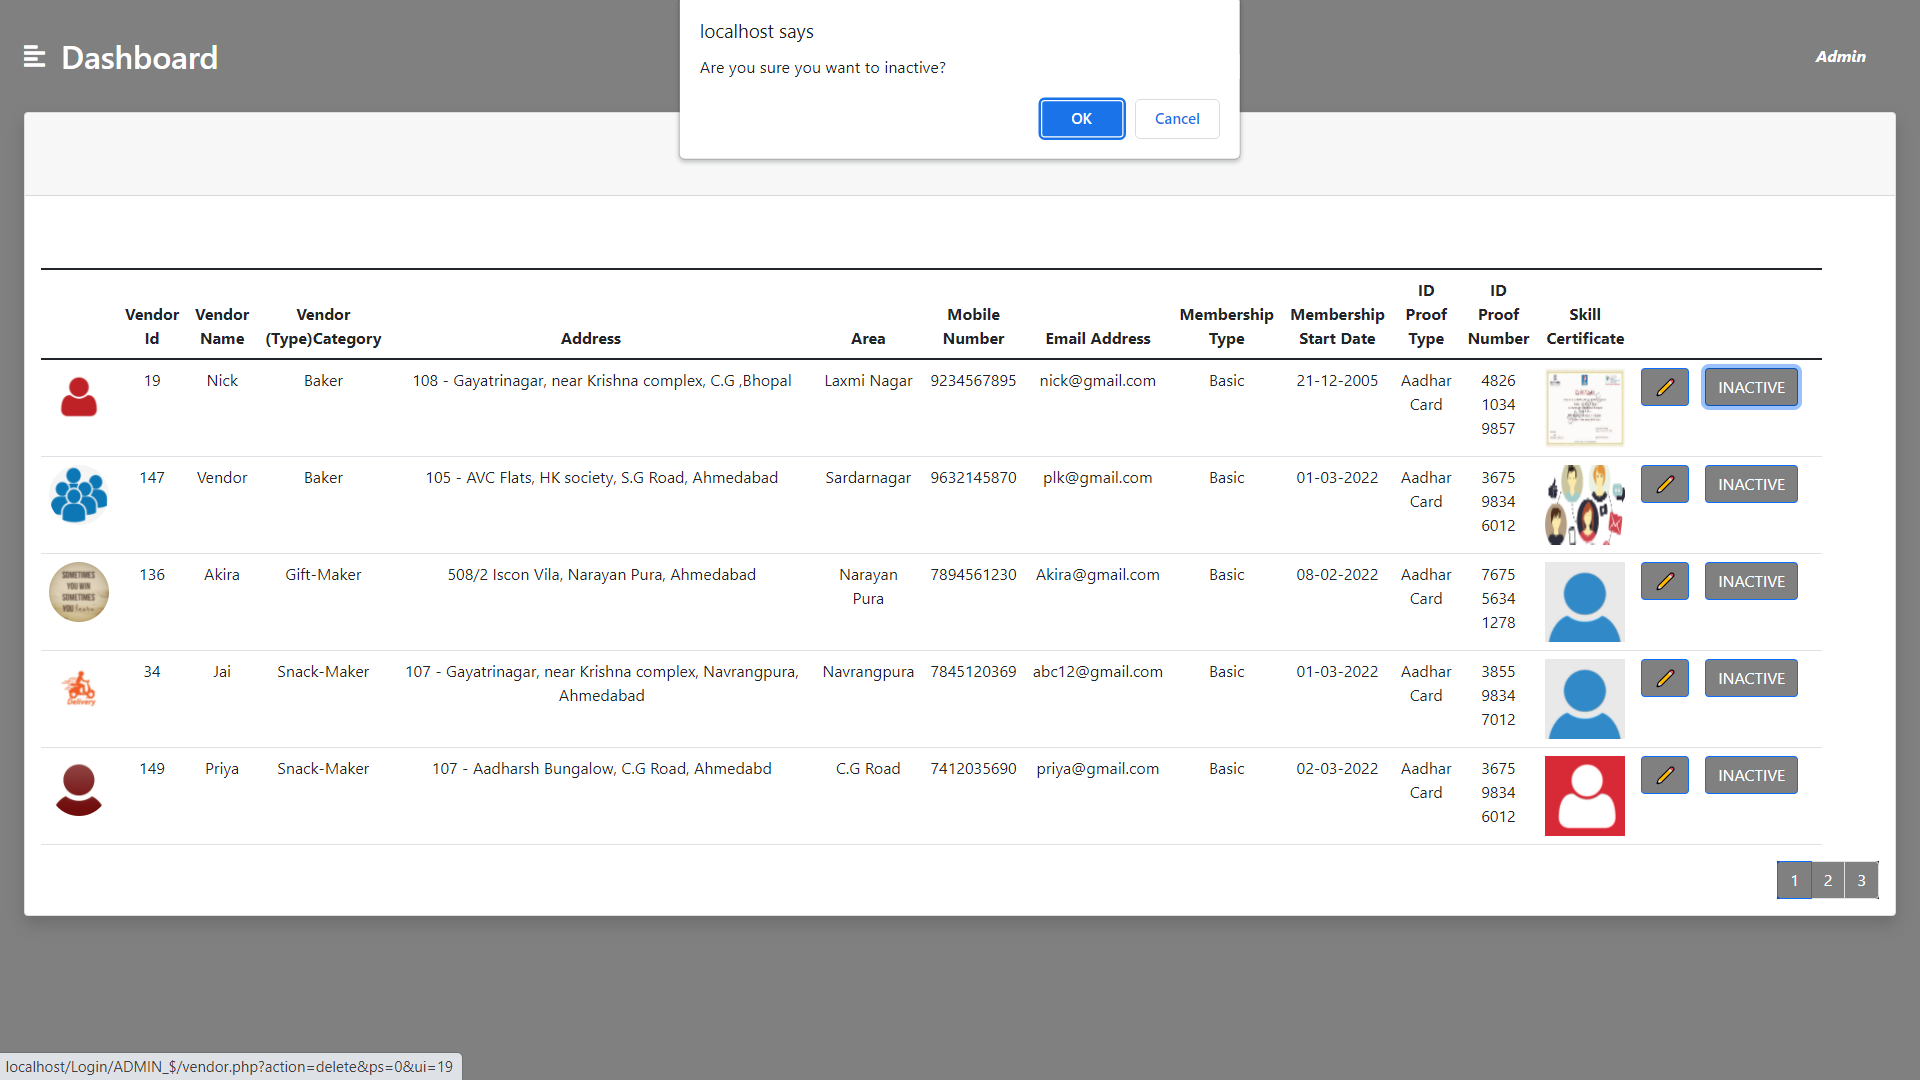 localhost says
Are you sure you want to inactive?
OK
Cancel
Dashboard
Admin
Vendor Id
Vendor Name
Vendor (Type)Category
Address
Area
Mobile Number
Email Address
Membership Type
Membership Start Date
ID Proof Type
ID Proof Number
Skill Certificate
19
Nick
Baker
108 - Gayatrinagar, near Krishna complex, C.G ,Bhopal
Laxmi Nagar
9234567895
nick@gmail.com
Basic
21-12-2005
Aadhar Card
4826 1034 9857
INACTIVE
147
Vendor
Baker
105 - AVC Flats, HK society, S.G Road, Ahmedabad
Sardarnagar
9632145870
plk@gmail.com
Basic
01-03-2022
Aadhar Card
3675 9834 6012
INACTIVE
SOMETIMES
YOU WIN
SOMETIMES
YOU learn
136
Akira
Gift-Maker
508/2 Iscon Vila, Narayan Pura, Ahmedabad
Narayan Pura
7894561230
Akira@gmail.com
Basic
08-02-2022
Aadhar Card
7675 5634 1278
INACTIVE
Delivery
34
Jai
Snack-Maker
107 - Gayatrinagar, near Krishna complex, Navrangpura,
Ahmedabad
Navrangpura
7845120369
abc12@gmail.com
Basic
01-03-2022
Aadhar Card
3855 9834 7012
INACTIVE
149
Priya
Snack-Maker
107 - Aadharsh Bungalow, C.G Road, Ahmedabd
C.G Road
7412035690
priya@gmail.com
Basic
02-03-2022
Aadhar Card
3675 9834 6012
INACTIVE
1 2 3
localhost/Login/ADMIN_$/vendor.php?action=delete&ps=0&ui=19